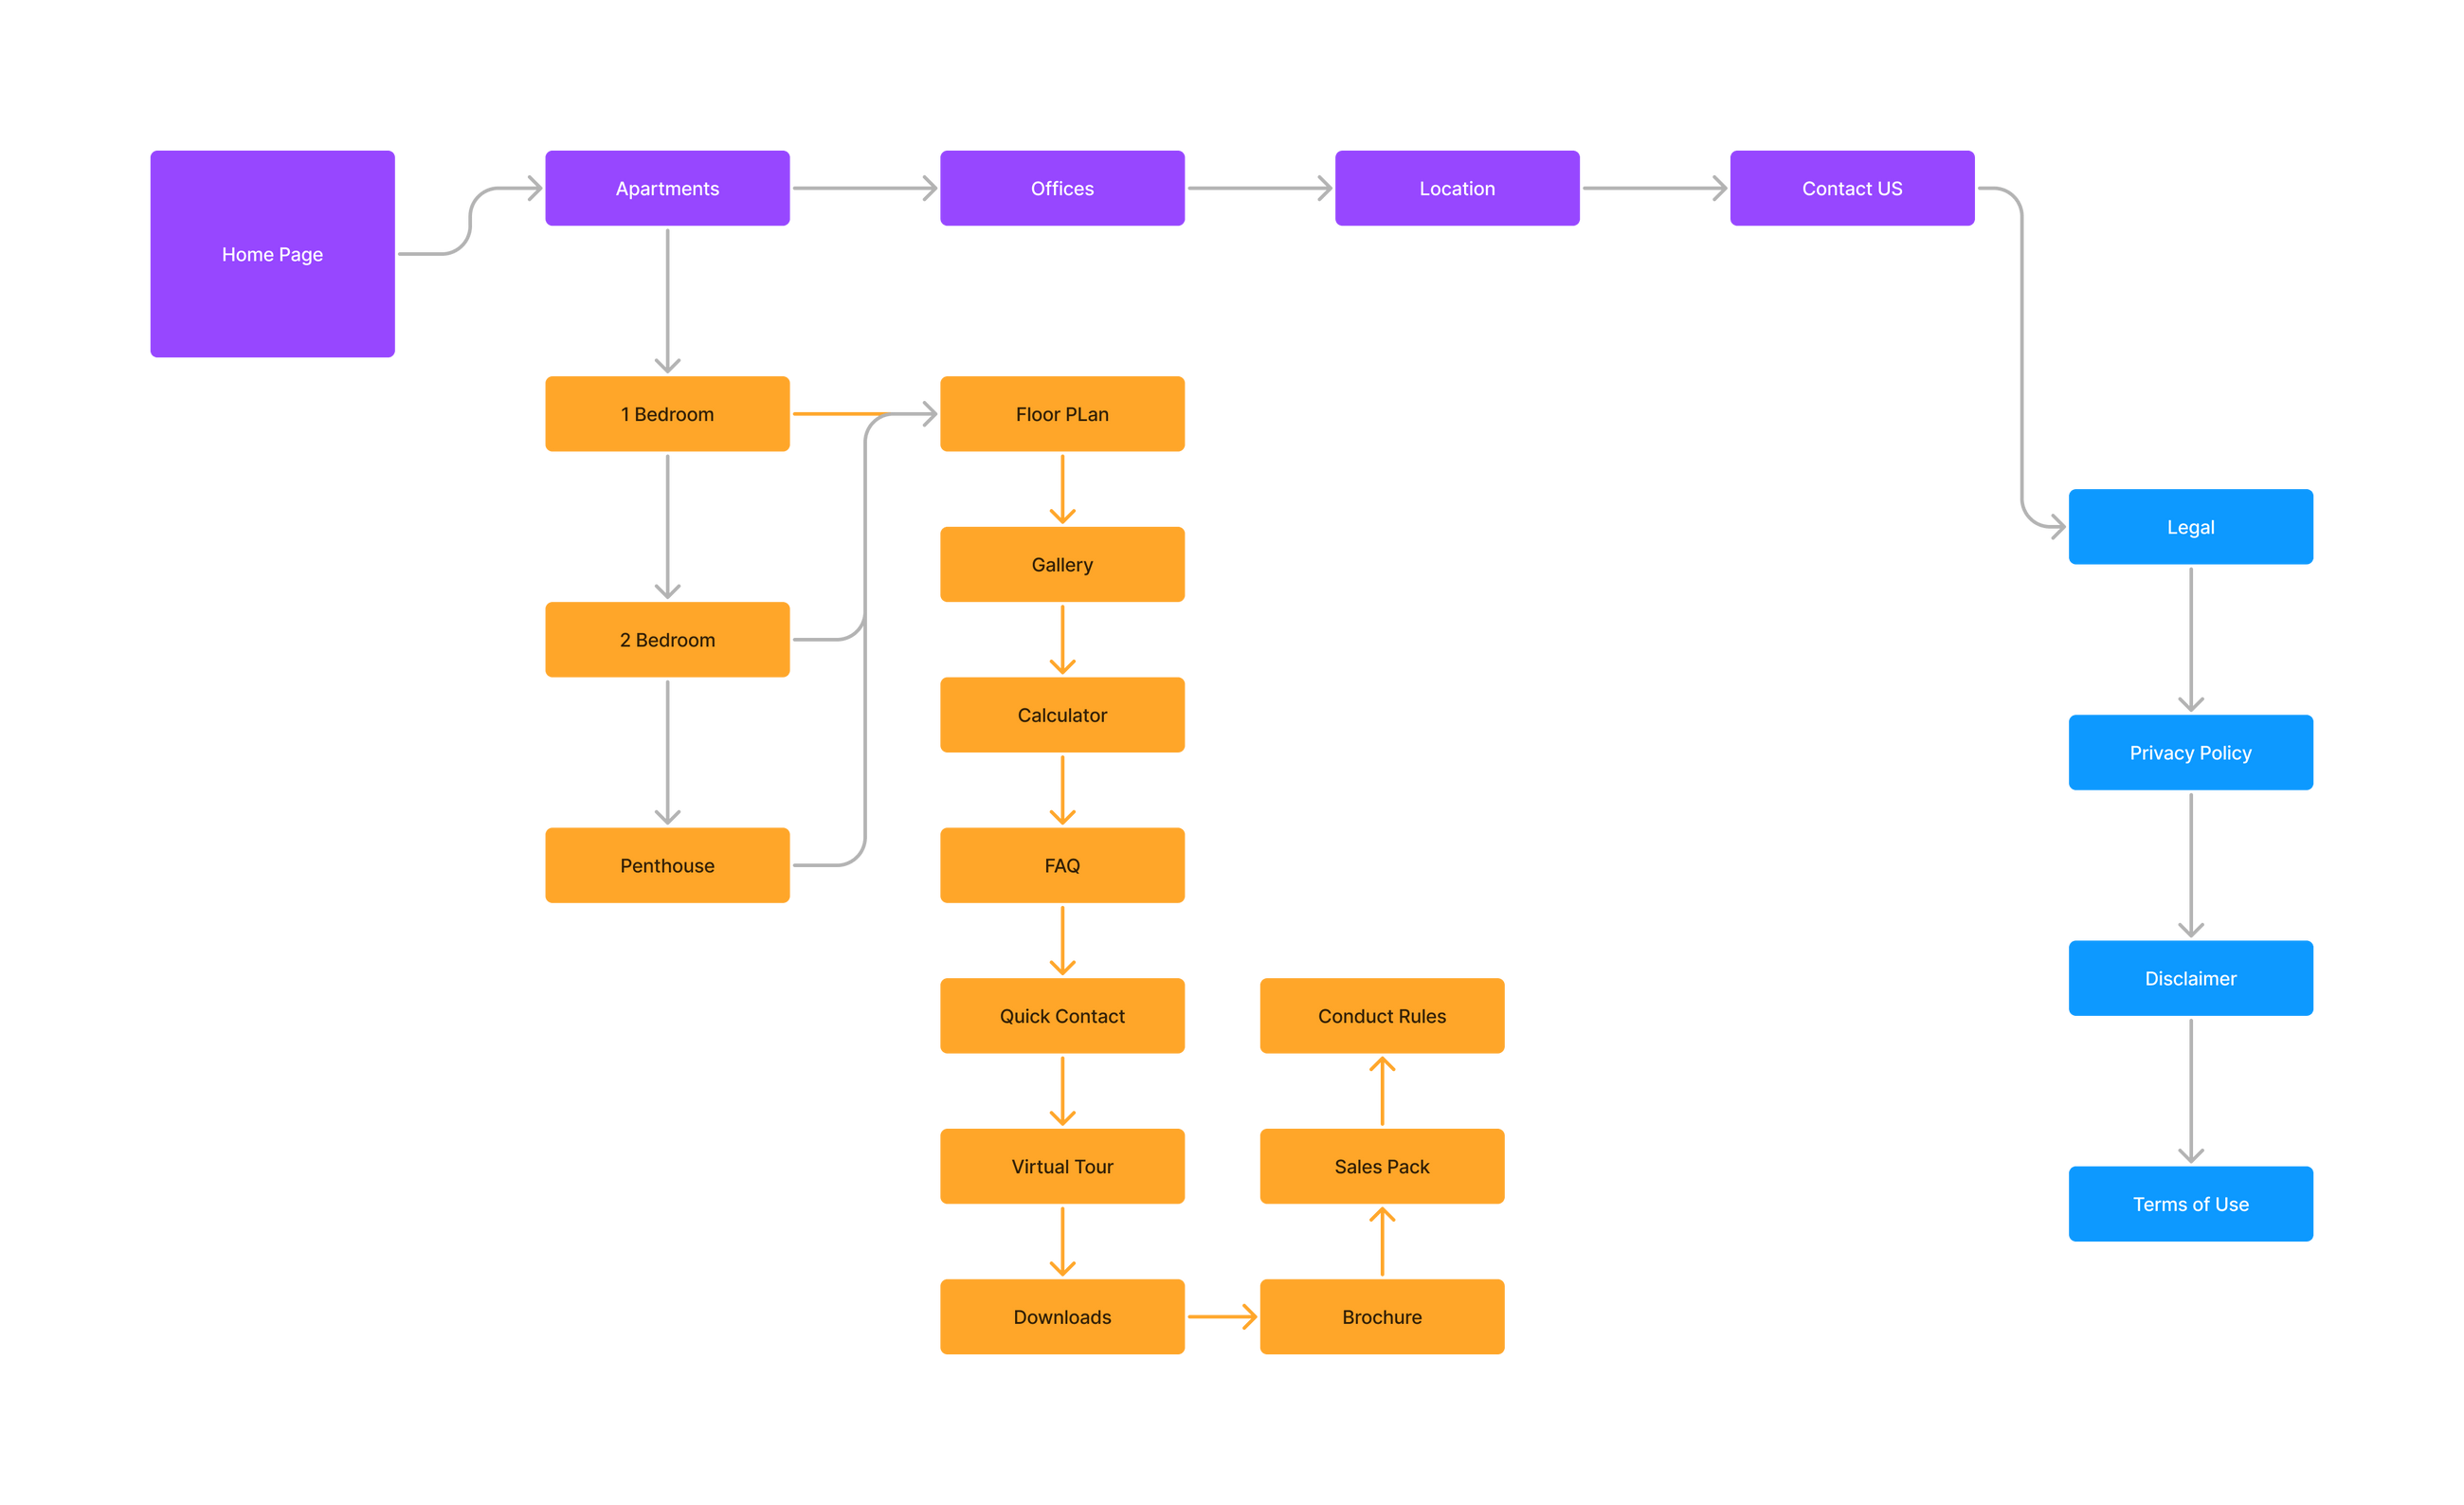 Home Page
Apartments
Offices
Location
Contact US
1 Bedroom
2 Bedroom
Penthouse
Floor PLan
Gallery
Calculator
FAQ
Quick Contact
Virtual Tour
Downloads
Brochure
Sales Pack
Conduct Rules
Legal
Privacy Policy
Disclaimer
Terms of Use